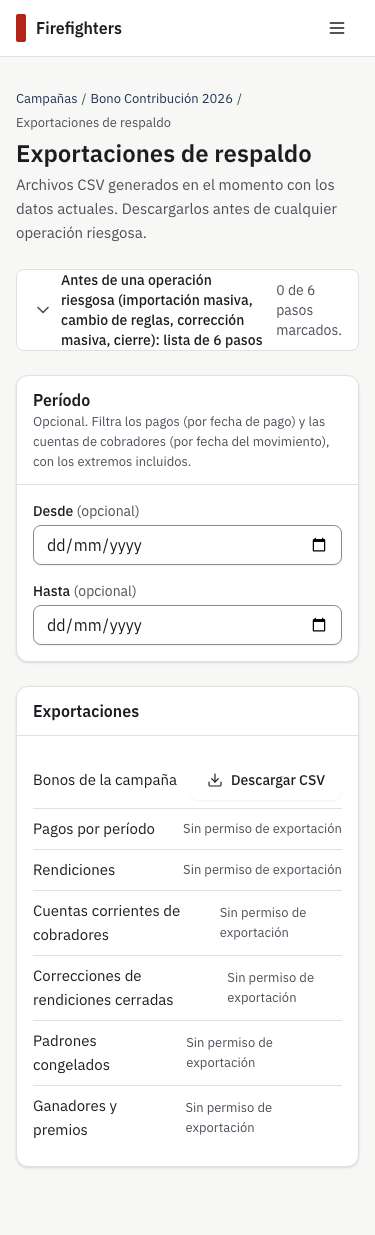 Firefighters
Campañas / Bono Contribución 2026 /
Exportaciones de respaldo
Exportaciones de respaldo
Archivos CSV generados en el momento con los
datos actuales. Descargarlos antes de cualquier
operación riesgosa.
Antes de una operación
riesgosa (importación masiva,
cambio de reglas, corrección
masiva, cierre): lista de 6 pasos
0 de 6
pasos
marcados.
Período
Opcional. Filtra los pagos (por fecha de pago) y las
cuentas de cobradores (por fecha del movimiento),
con los extremos incluidos.
Desde (opcional)
dd/mm/yyyy
Hasta (opcional)
dd/mm/yyyy
Exportaciones
Bonos de la campaña Descargar CSV
Pagos por período Sin permiso de exportación
Rendiciones Sin permiso de exportación
Cuentas corrientes de
cobradores
Sin permiso de
exportación
Correcciones de
rendiciones cerradas
Sin permiso de
exportación
Padrones
congelados
Sin permiso de
exportación
Ganadores y
premios
Sin permiso de
exportación